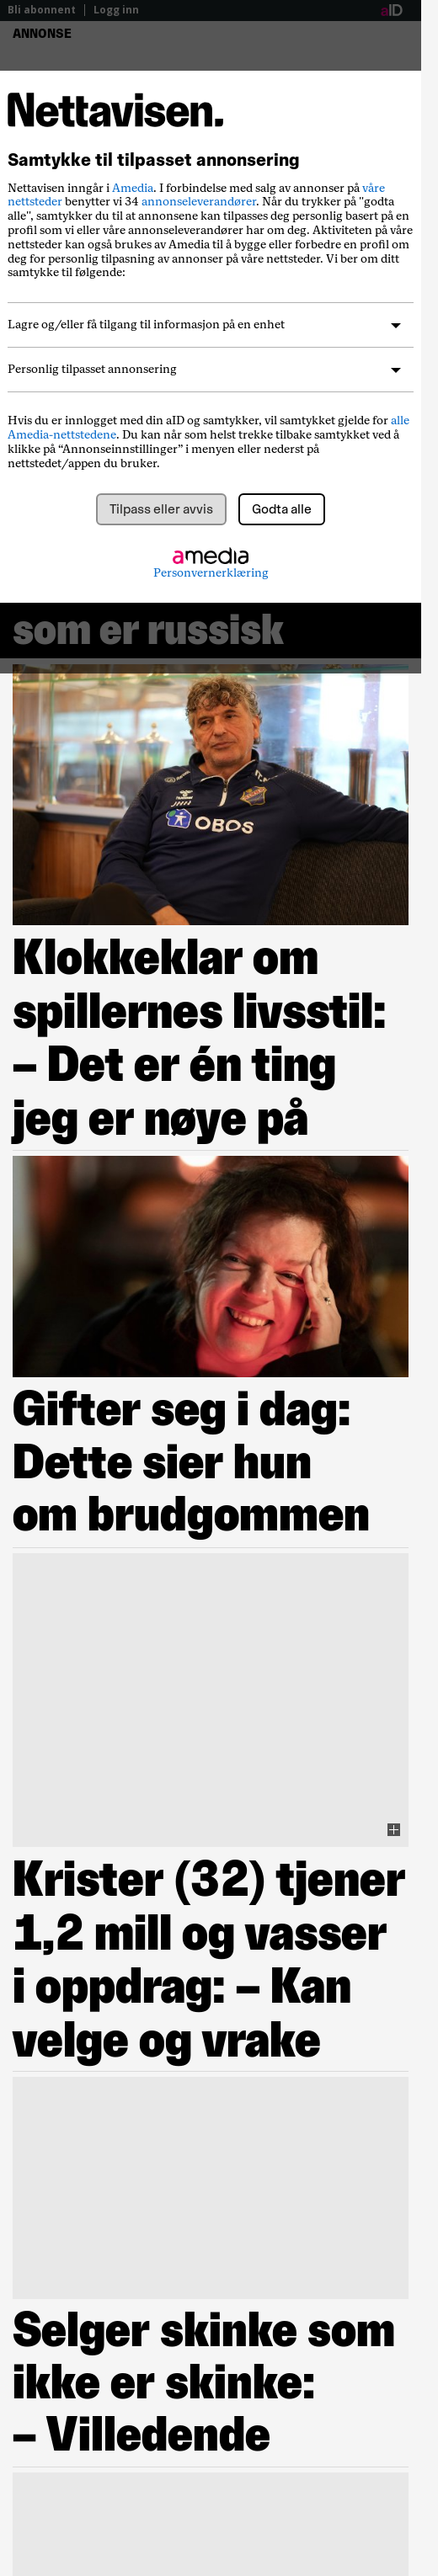 Bli abonnent | Logg inn
aID
ANNONSE
Nettavisen.
Samtykke til tilpasset annonsering
Nettavisen inngår i Amedia. I forbindelse med salg av annonser på våre
nettsteder benytter vi 34 annonseleverandører. Når du trykker på "godta
alle", samtykker du til at annonsene kan tilpasses deg personlig basert på en
profil som vi eller våre annonseleverandører har om deg. Aktiviteten på våre
nettsteder kan også brukes av Amedia til å bygge eller forbedre en profil om
deg for personlig tilpasning av annonser på våre nettsteder. Vi ber om ditt
samtykke til følgende:
Lagre og/eller få tilgang til informasjon på en enhet
Personlig tilpasset annonsering
Hvis du er innlogget med din aID og samtykker, vil samtykket gjelde for alle
Amedia-nettstedene. Du kan når som helst trekke tilbake samtykket ved å
klikke på “Annonseinnstillinger” i menyen eller nederst på
nettstedet/appen du bruker.
Tilpass eller avvis
Godta alle
amedia
Personvernerklæring
som er russisk
OBOS
Klokkeklar om
spillernes livsstil:
– Det er én ting
jeg er nøye på
Gifter seg i dag:
Dette sier hun
om brudgommen
Krister (32) tjener
1,2 mill og vasser
i oppdrag: – Kan
velge og vrake
Selger skinke som
ikke er skinke:
– Villedende